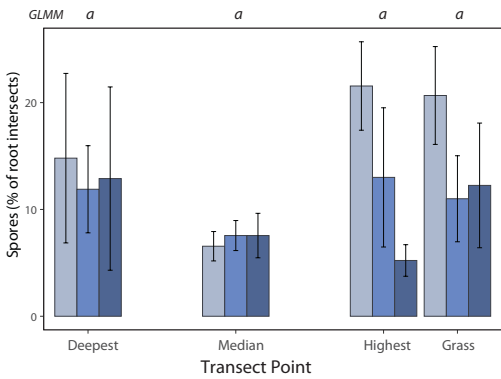 GLMM a a a a
Spores (% of root intersects)
20
10
0
Deepest Median Highest Grass
Transect Point